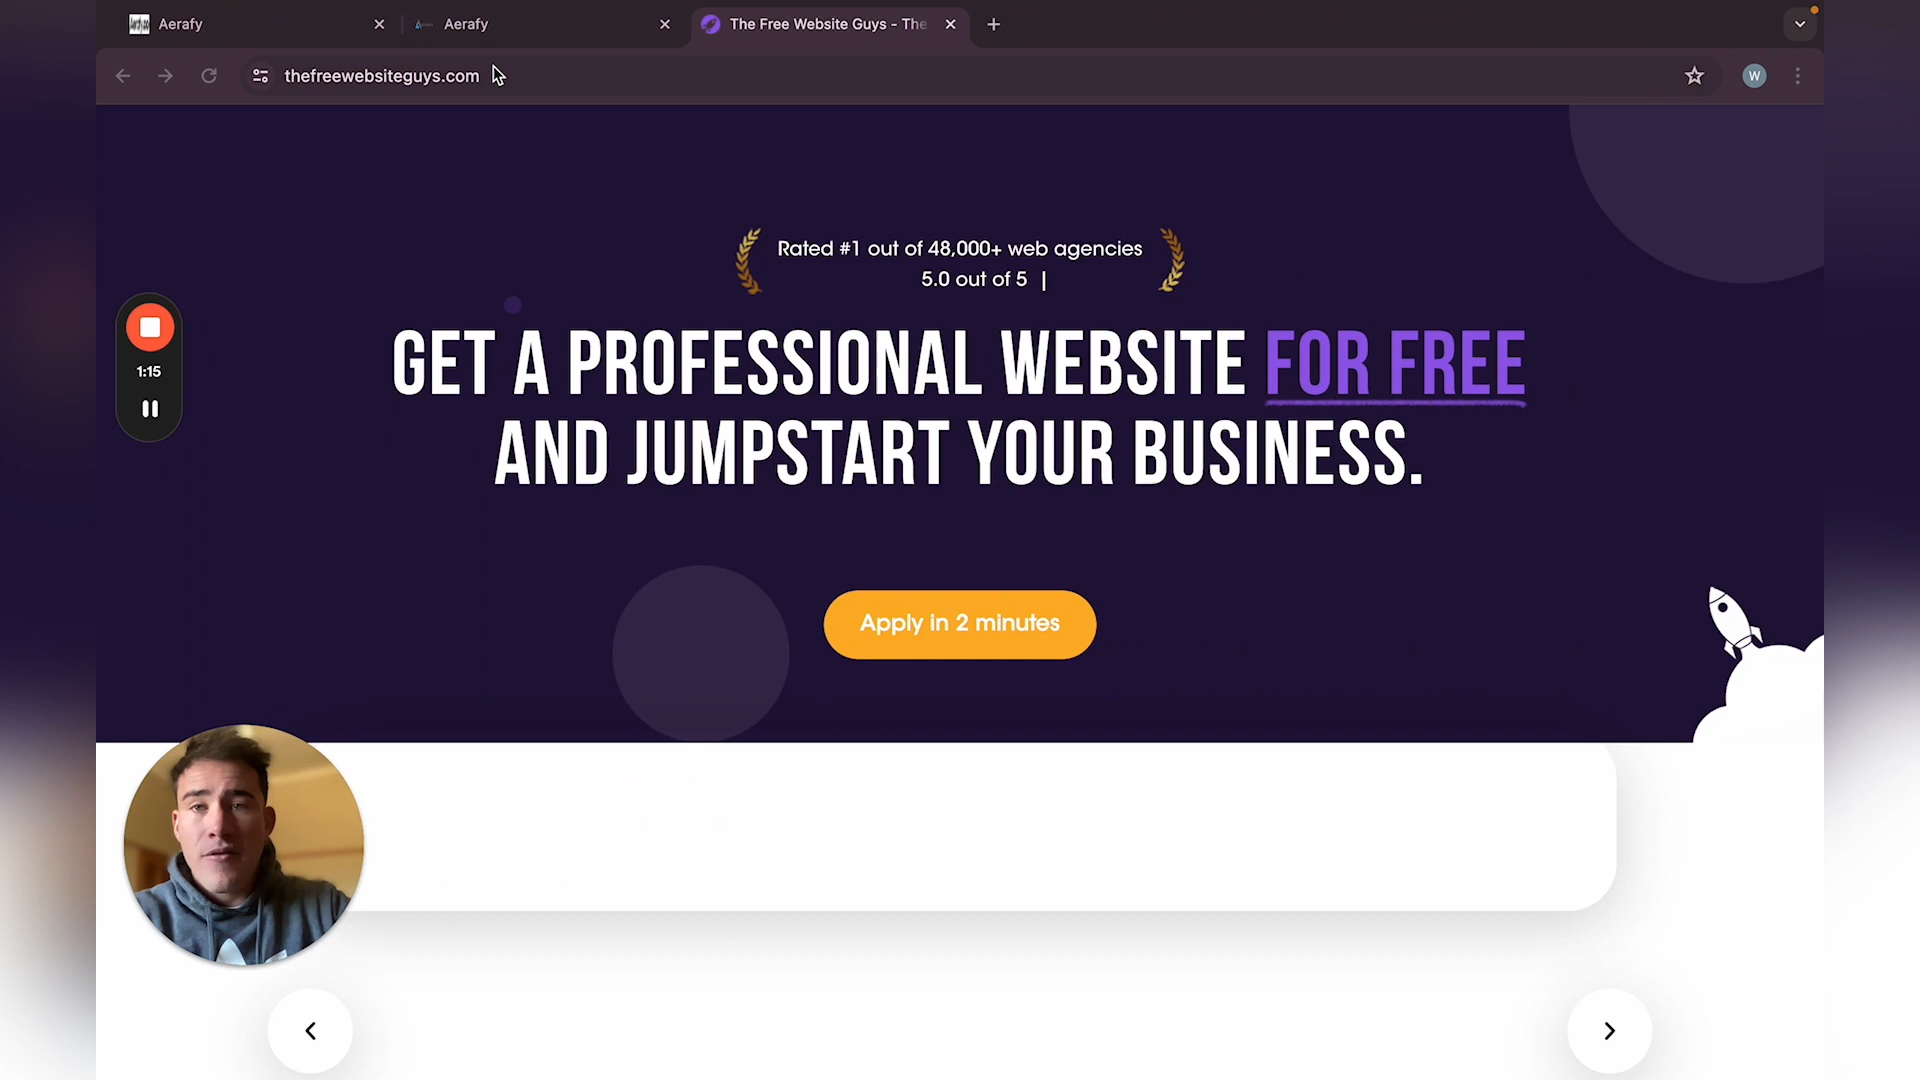 Aerafy
Aerafy
The Free Website Guys - The
thefreewebsiteguys.com
W
Rated #1 out of 48,000+ web agencies
5.0 out of 5 |
GET A PROFESSIONAL WEBSITE FOR FREE
AND JUMPSTART YOUR BUSINESS.
1:15
Apply in 2 minutes